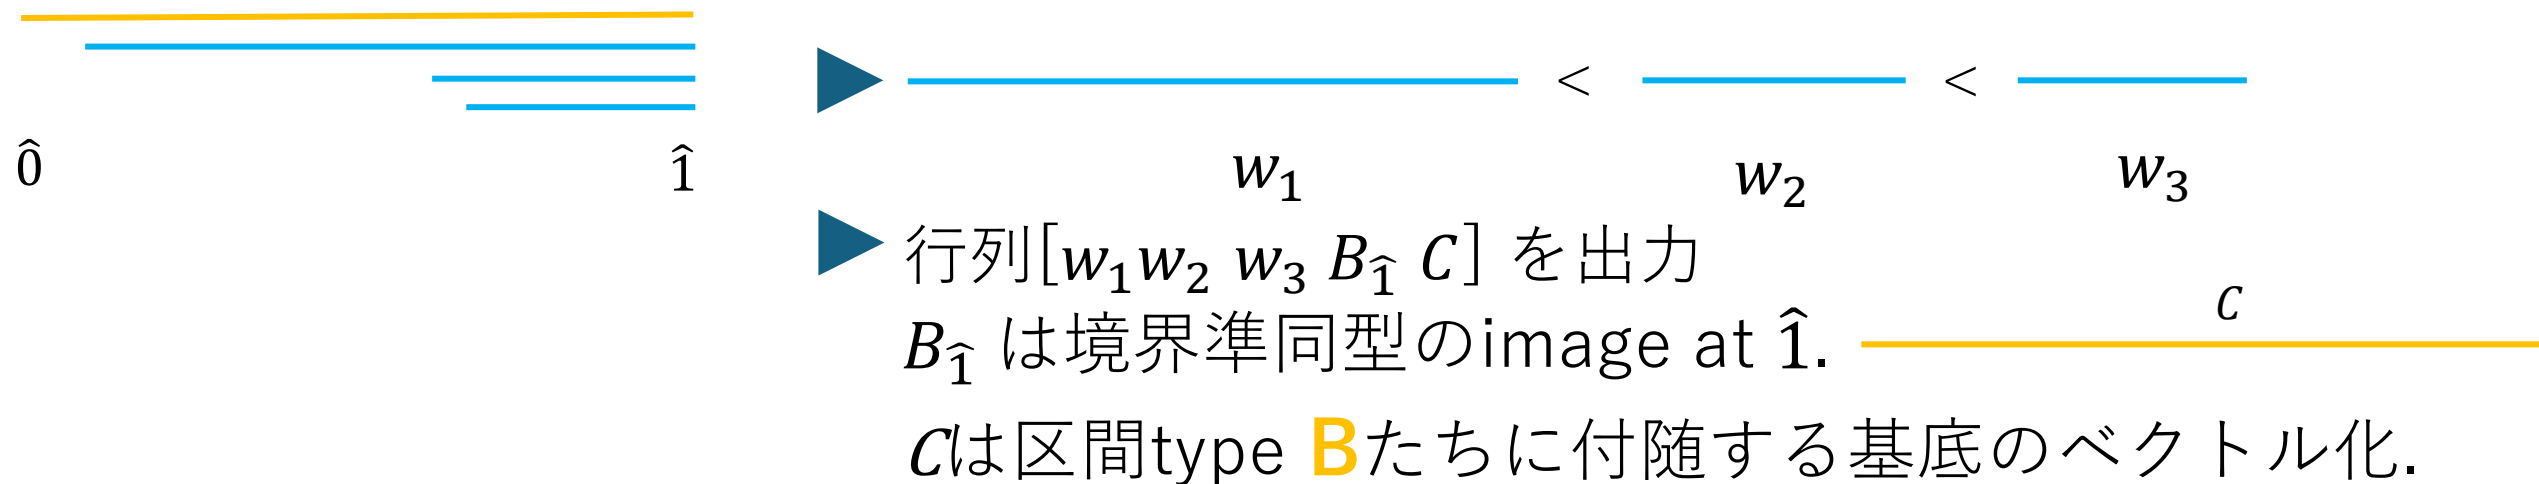 < <
0̂ 1̂ w₁ w₂ w₃
行列[w₁w₂ w₃ B_1̂ C] を出力
C
B_1̂ は境界準同型のimage at 1̂.
Cは区間type Bたちに付随する基底のベクトル化.